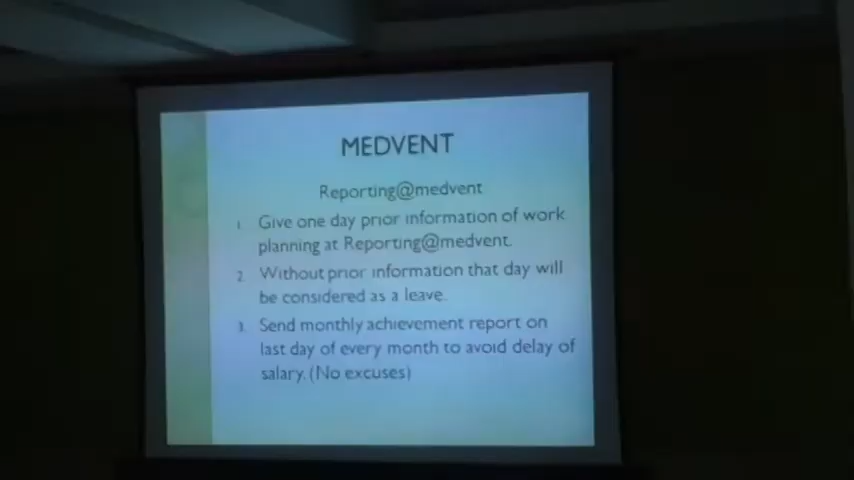 MEDVENT
Reporting@medvent
1. Give one day prior information of work
planning at Reporting@medvent.
2. Without prior information that day will
be considered as a leave.
3. Send monthly achievement report on
last day of every month to avoid delay of
salary. (No excuses)